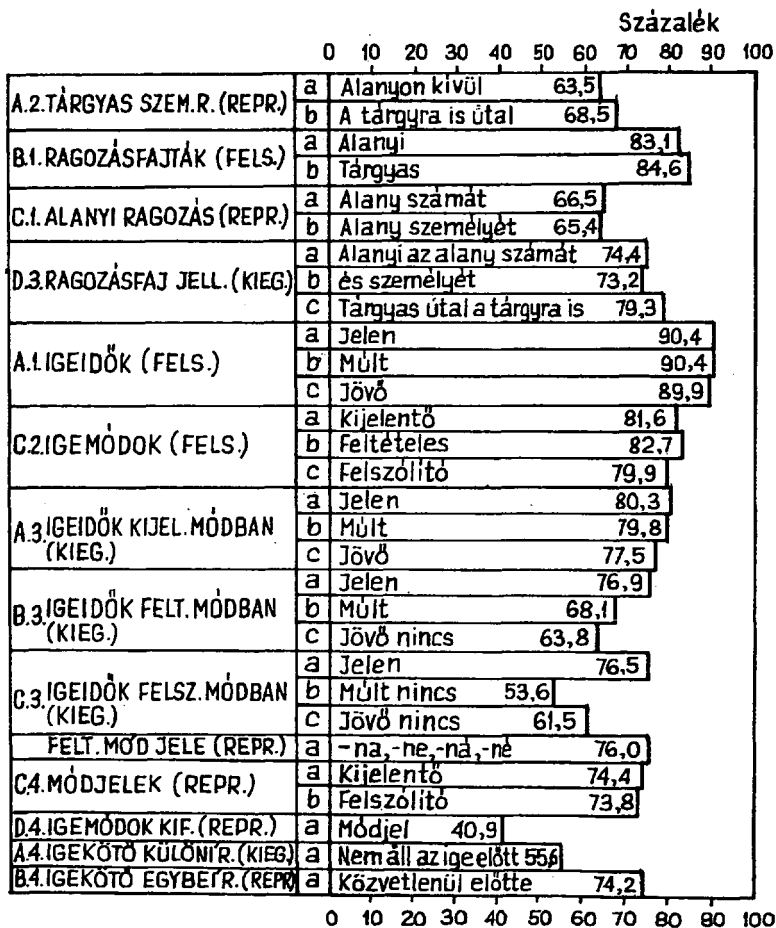 Százalék
0 10 20 30 40 50 60 70 80 80 100
A.2. TÁRGYAS SZEM.R. (REPR.) a Alanyon kívül 63,5
b A tárgyra is útal 68,5
B.1. RAGOZÁSFAJTÁK (FELS.) a Alanyi 83,1
b Tárgyas 84,6
C.1. ALANYI RAGOZÁS (REPR.) a Alany számát 66,5
b Alany személyét 65,4
D.3. RAGOZÁSFAJ JELL. (KIEG.) a Alanyi az alany számát 74,4
b és személyét 73,2
c Tárgyas útal a tárgyra is 79,3
A.1. IGEIDŐK (FELS.) a Jelen 90,4
b Múlt 90,4
c Jövő 89,9
C.2. IGEMÓDOK (FELS.) a Kijelentő 81,6
b Feltételes 82,7
c Felszólító 79,9
A.3. IGEIDŐK KIJEL. MÓDBAN (KIEG.) a Jelen 80,3
b Múlt 79,8
c Jövő 77,5
B.3. IGEIDŐK FELT. MÓDBAN (KIEG.) a Jelen 76,9
b Múlt 68,1
c Jövő nincs 63,8
C.3. IGEIDŐK FELSZ. MÓDBAN (KIEG.) a Jelen 76,5
b Múlt nincs 53,6
c Jövő nincs 61,5
FELT. MÓD JELE (REPR.) a -na, -ne, -ná, -né 76,0
C.4. MÓDJELEK (REPR.) a Kijelentő 74,4
b Felszólító 73,8
D.4. IGEMÓDOK KIF. (REPR.) a Módjel 40,9
A.4. IGEKÖTŐ KÜLÖNÍR. (KIEG.) a Nem áll az ige előtt 55,6
B.4. IGEKÖTŐ EGYBEÍR. (REPR) a Közvetlenül előtte 74,2
0 10 20 30 40 50 60 70 80 80 100